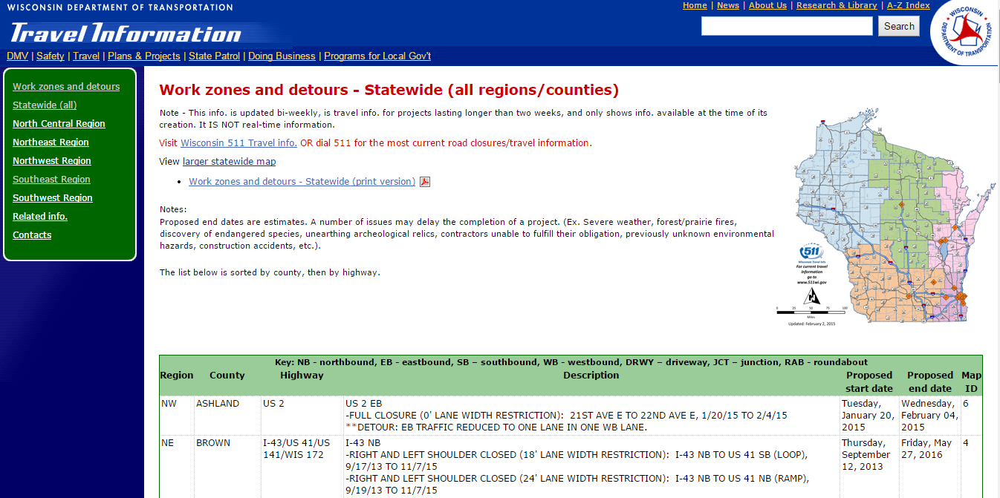 WISCONSIN DEPARTMENT OF TRANSPORTATION
Home | News | About Us | Research & Library | A-Z Index
Travel Information
Search
WISCONSIN DEPARTMENT OF TRANSPORTATION
DMV | Safety | Travel | Plans & Projects | State Patrol | Doing Business | Programs for Local Gov't
Work zones and detours
Statewide (all)
North Central Region
Northeast Region
Northwest Region
Southeast Region
Southwest Region
Related info.
Contacts
Work zones and detours - Statewide (all regions/counties)
Note - This info. is updated bi-weekly, is travel info. for projects lasting longer than two weeks, and only shows info. available at the time of its
creation. It IS NOT real-time information.
Visit Wisconsin 511 Travel info. OR dial 511 for the most current road closures/travel information.
View larger statewide map
• Work zones and detours - Statewide (print version)
Notes:
Proposed end dates are estimates. A number of issues may delay the completion of a project. (Ex. Severe weather, forest/prairie fires,
discovery of endangered species, unearthing archeological relics, contractors unable to fulfill their obligation, previously unknown environmental
hazards, construction accidents, etc.).
The list below is sorted by county, then by highway.
511
Wisconsin Travel Info
For current travel
information
go to
www.511wi.gov
N
0 25 50 75 100
Miles
Updated: February 2, 2015
Key: NB - northbound, EB - eastbound, SB – southbound, WB - westbound, DRWY – driveway, JCT – junction, RAB - roundabout
Region County Highway Description Proposed start date Proposed end date Map ID
NW ASHLAND US 2 US 2 EB
-FULL CLOSURE (0' LANE WIDTH RESTRICTION): 21ST AVE E TO 22ND AVE E, 1/20/15 TO 2/4/15
**DETOUR: EB TRAFFIC REDUCED TO ONE LANE IN ONE WB LANE.
Tuesday,
January 20,
2015
Wednesday,
February 04,
2015
6
NE BROWN I-43/US 41/US
141/WIS 172
I-43 NB
-RIGHT AND LEFT SHOULDER CLOSED (18' LANE WIDTH RESTRICTION): I-43 NB TO US 41 SB (LOOP),
9/17/13 TO 11/7/15
-RIGHT AND LEFT SHOULDER CLOSED (24' LANE WIDTH RESTRICTION): I-43 NB TO US 41 NB (RAMP),
9/19/13 TO 11/7/15
Thursday,
September
12, 2013
Friday, May
27, 2016
4